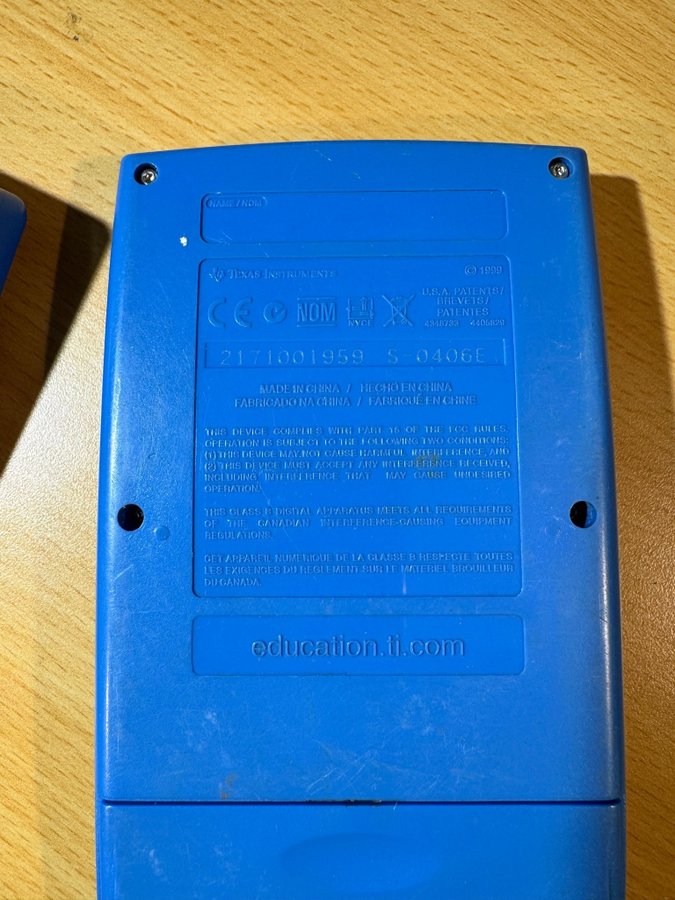 NAME / NOM
TEXAS INSTRUMENTS
© 1999
U.S.A. PATENTS/
BREVETS/
PATENTES
4348733 4405829
CE
NOM
NYCE
2171001959 S-0406E
MADE IN CHINA / HECHO EN CHINA
FABRICADO NA CHINA / FABRIQUÉ EN CHINE
THIS DEVICE COMPLIES WITH PART 15 OF THE FCC RULES.
OPERATION IS SUBJECT TO THE FOLLOWING TWO CONDITIONS:
(1) THIS DEVICE MAY NOT CAUSE HARMFUL INTERFERENCE, AND
(2) THIS DEVICE MUST ACCEPT ANY INTERFERENCE RECEIVED,
INCLUDING INTERFERENCE THAT MAY CAUSE UNDESIRED
OPERATION.
THIS CLASS B DIGITAL APPARATUS MEETS ALL REQUIREMENTS
OF THE CANADIAN INTERFERENCE-CAUSING EQUIPMENT
REGULATIONS.
CET APPAREIL NUMERIQUE DE LA CLASSE B RESPECTE TOUTES
LES EXIGENCES DU REGLEMENT SUR LE MATERIEL BROUILLEUR
DU CANADA.
education.ti.com